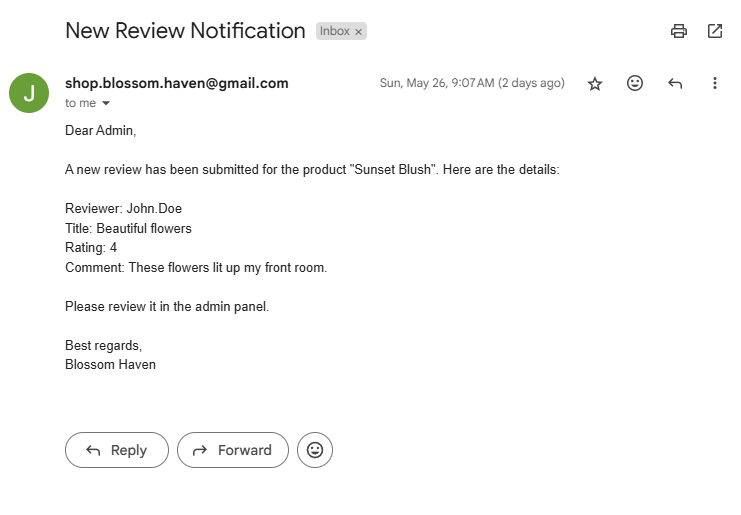 New Review Notification
Inbox ×
J
shop.blossom.haven@gmail.com
Sun, May 26, 9:07 AM (2 days ago)
to me
Dear Admin,
A new review has been submitted for the product "Sunset Blush". Here are the details:
Reviewer: John.Doe
Title: Beautiful flowers
Rating: 4
Comment: These flowers lit up my front room.
Please review it in the admin panel.
Best regards,
Blossom Haven
Reply
Forward